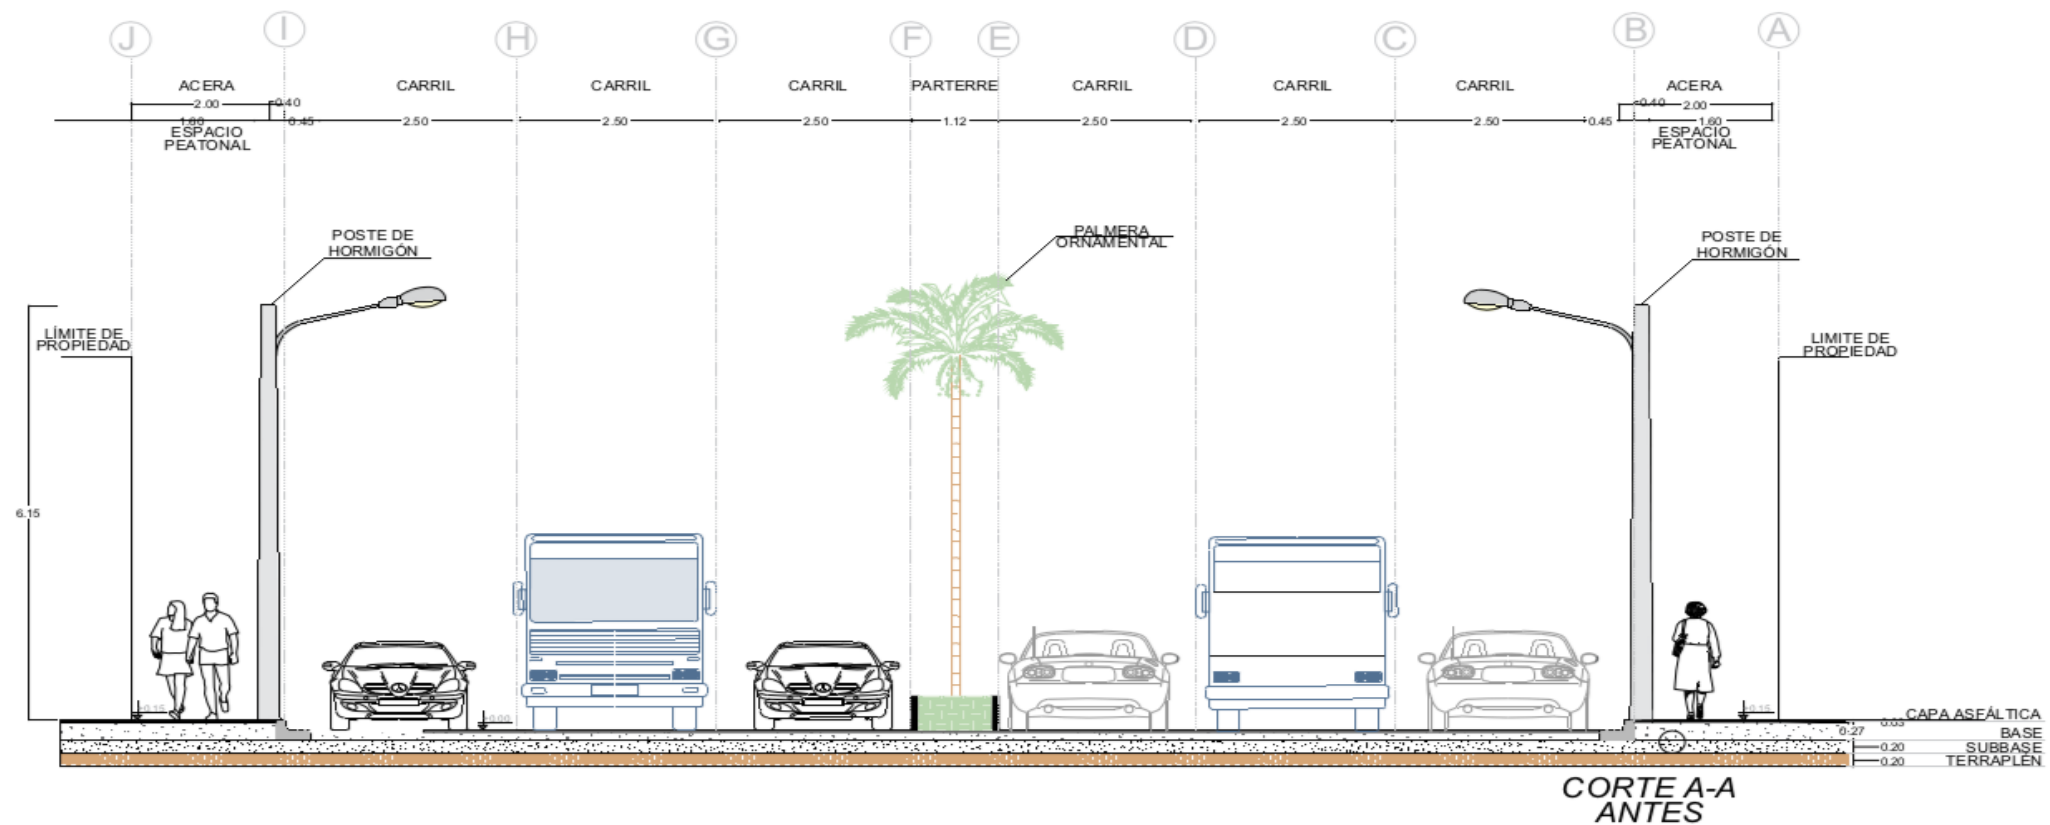 J I H G F E D C B A
ACERA CARRIL CARRIL CARRIL PARTERRE CARRIL CARRIL CARRIL ACERA
2.00 0.40 0.40 2.00
1.60 0.45 2.50 2.50 2.50 1.12 2.50 2.50 2.50 0.45 1.60
ESPACIO
PEATONAL
ESPACIO
PEATONAL
POSTE DE
HORMIGÓN
PALMERA
ORNAMENTAL
POSTE DE
HORMIGÓN
LÍMITE DE
PROPIEDAD
LIMITE DE
PROPIEDAD
6.15
+0.15
+0.00
+0.15
0.03
CAPA ASFÁLTICA
0.27
BASE
0.20
SUBBASE
0.20
TERRAPLÉN
CORTE A-A
ANTES